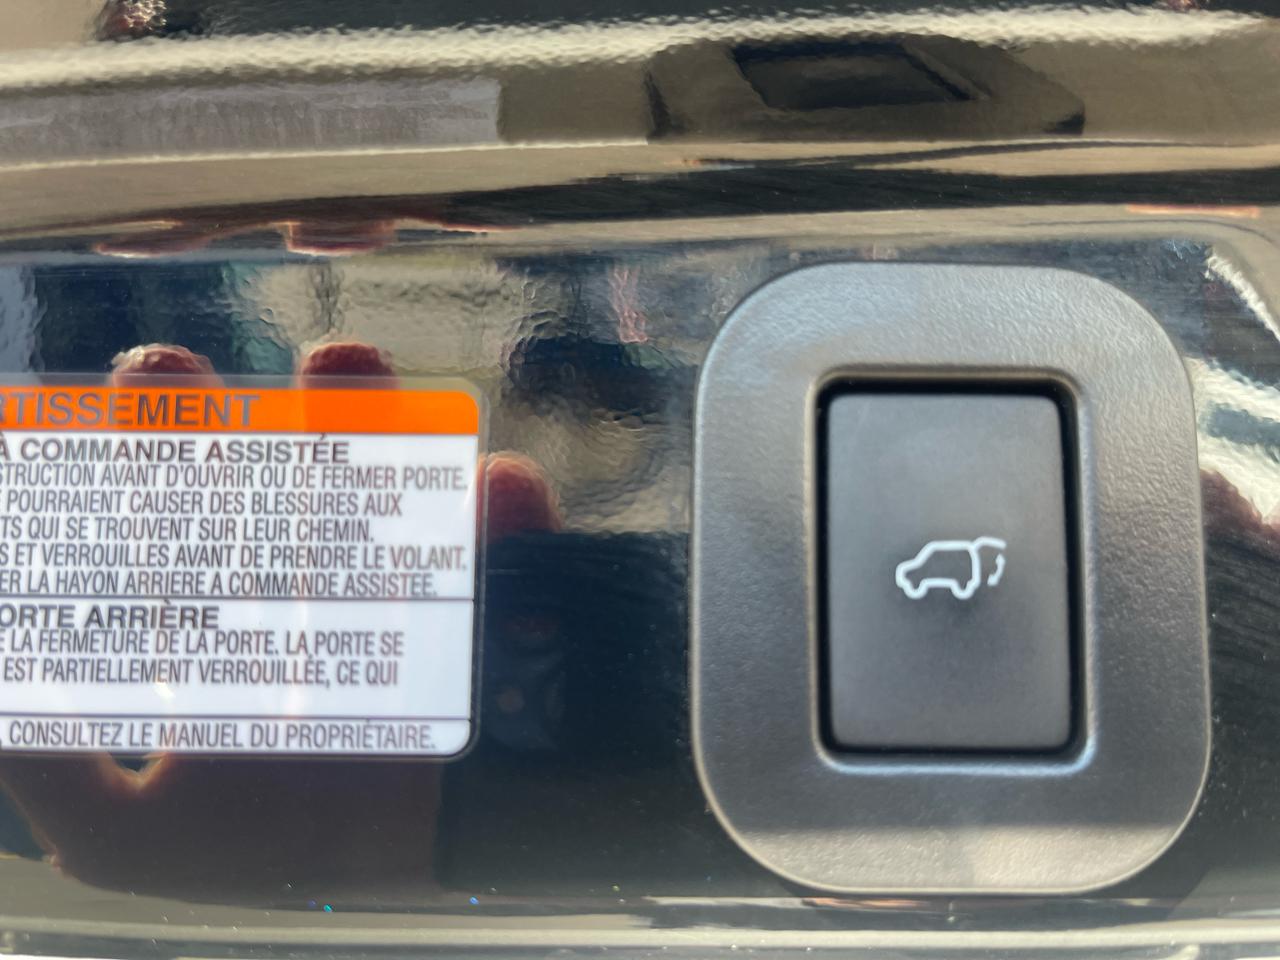 RTISSEMENT
À COMMANDE ASSISTÉE
STRUCTION AVANT D'OUVRIR OU DE FERMER PORTE.
E POURRAIENT CAUSER DES BLESSURES AUX
TS QUI SE TROUVENT SUR LEUR CHEMIN.
S ET VERROUILLES AVANT DE PRENDRE LE VOLANT.
ER LA HAYON ARRIERE A COMMANDE ASSISTÉE.
ORTE ARRIÈRE
E LA FERMETURE DE LA PORTE. LA PORTE SE
EST PARTIELLEMENT VERROUILLÉE, CE QUI
, CONSULTEZ LE MANUEL DU PROPRIÉTAIRE.